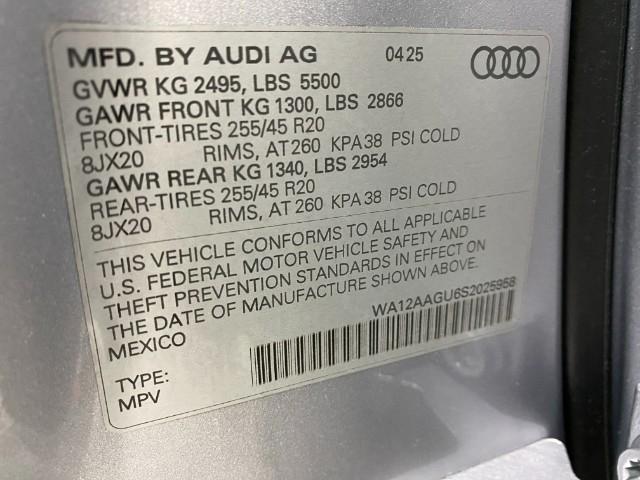 MFD. BY AUDI AG 04 25
GVWR KG 2495, LBS 5500
GAWR FRONT KG 1300, LBS 2866
FRONT-TIRES 255/45 R20
8JX20 RIMS, AT 260 KPA 38 PSI COLD
GAWR REAR KG 1340, LBS 2954
REAR-TIRES 255/45 R20
8JX20 RIMS, AT 260 KPA 38 PSI COLD
THIS VEHICLE CONFORMS TO ALL APPLICABLE
U.S. FEDERAL MOTOR VEHICLE SAFETY AND
THEFT PREVENTION STANDARDS IN EFFECT ON
THE DATE OF MANUFACTURE SHOWN ABOVE.
MEXICO WA12AAGU6S2025958
TYPE:
MPV